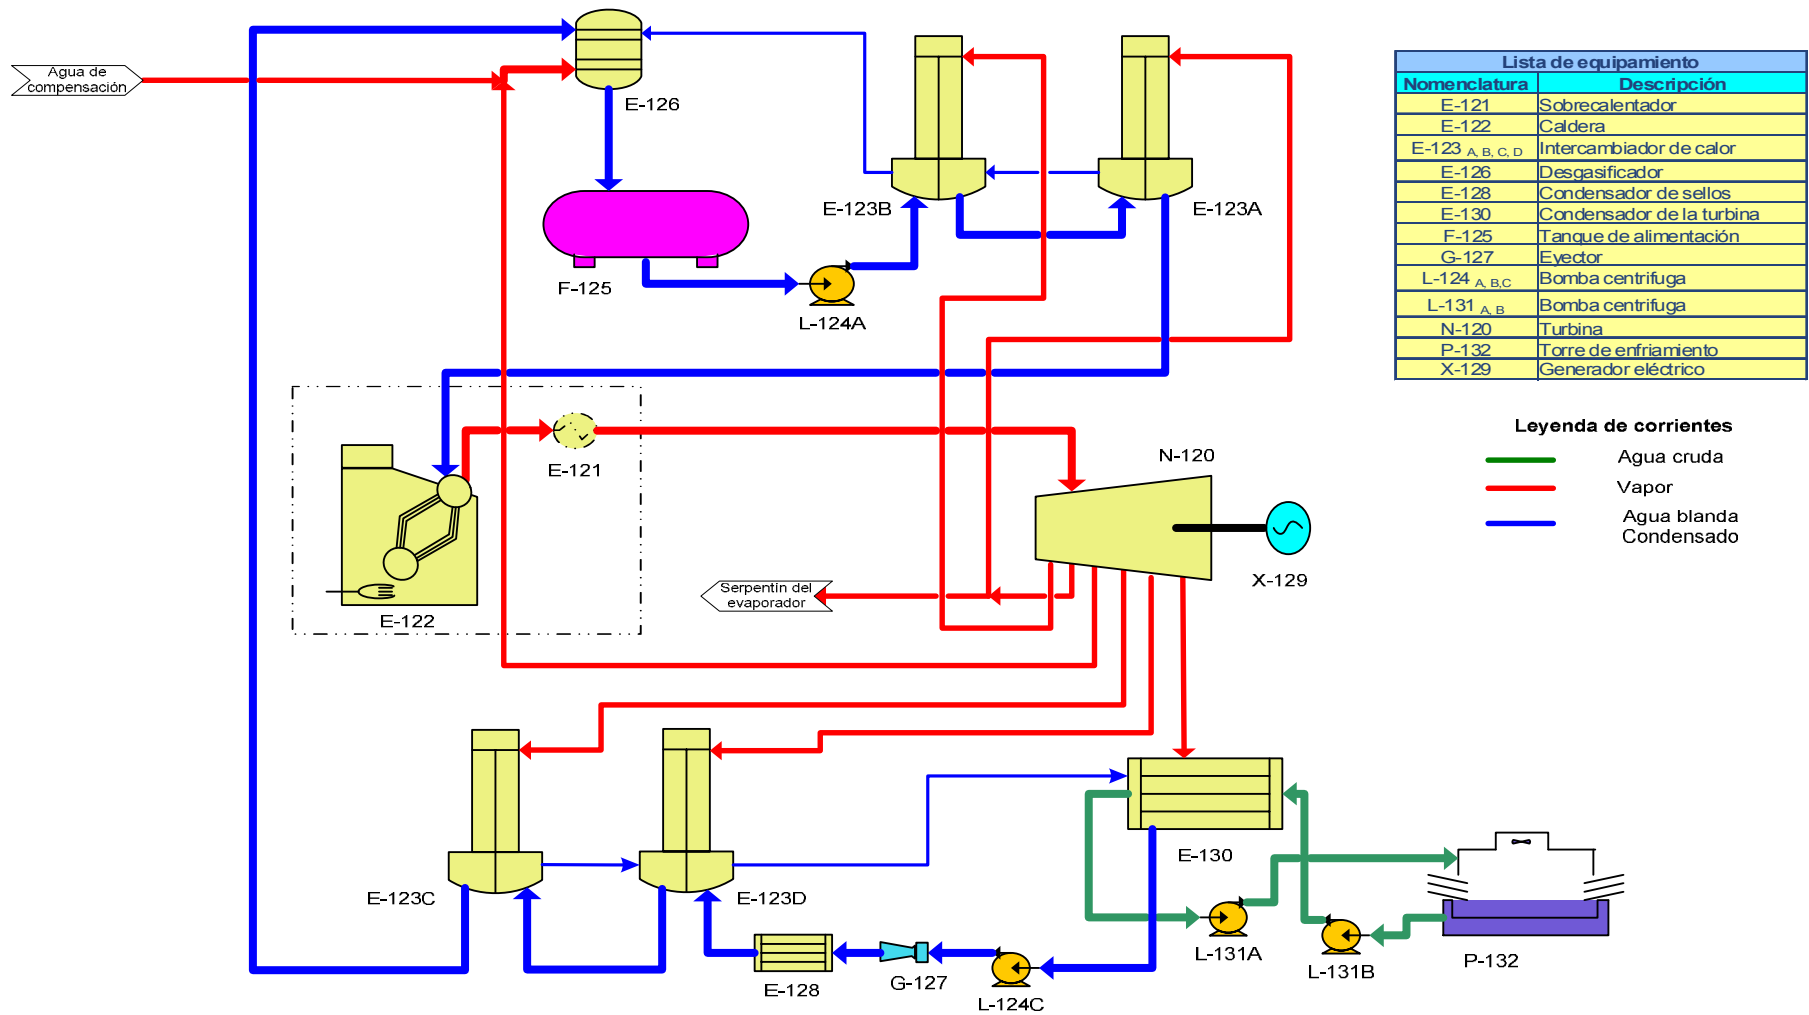 Agua de
compensación
E-126
E-123B
E-123A
F-125
L-124A
E-121
E-122
N-120
X-129
Serpentín del
evaporador
E-123C
E-123D
E-130
E-128
G-127
L-124C
L-131A
L-131B
P-132
Lista de equipamiento
Nomenclatura Descripción
E-121 Sobrecalentador
E-122 Caldera
E-123 A, B, C, D Intercambiador de calor
E-126 Desgasificador
E-128 Condensador de sellos
E-130 Condensador de la turbina
F-125 Tanque de alimentación
G-127 Eyector
L-124 A, B,C Bomba centrifuga
L-131 A, B Bomba centrifuga
N-120 Turbina
P-132 Torre de enfriamiento
X-129 Generador eléctrico
Leyenda de corrientes
Agua cruda
Vapor
Agua blanda
Condensado